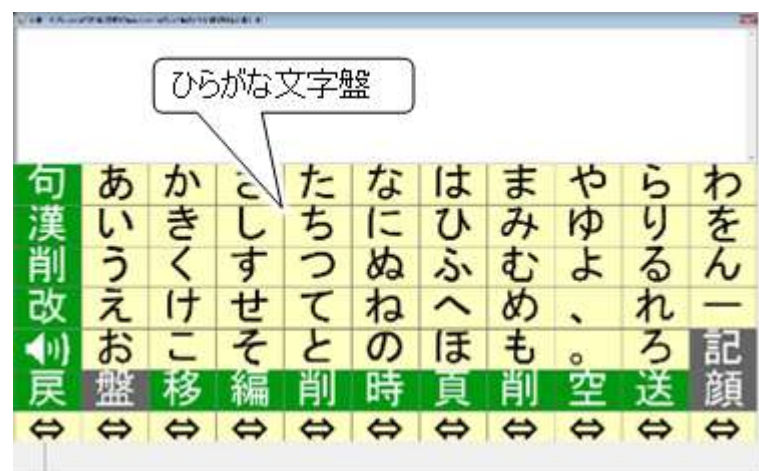 ひらがな文字盤
句 あ か さ た な は ま や ら わ
漢 い き し ち に ひ み ゆ り を
削 う く す つ ぬ ふ む よ る ん
改 え け せ て ね へ め 、 れ ー
お こ そ と の ほ も 。 ろ 記
戻 盤 移 編 削 時 頁 削 空 送 顔
⇔ ⇔ ⇔ ⇔ ⇔ ⇔ ⇔ ⇔ ⇔ ⇔ ⇔